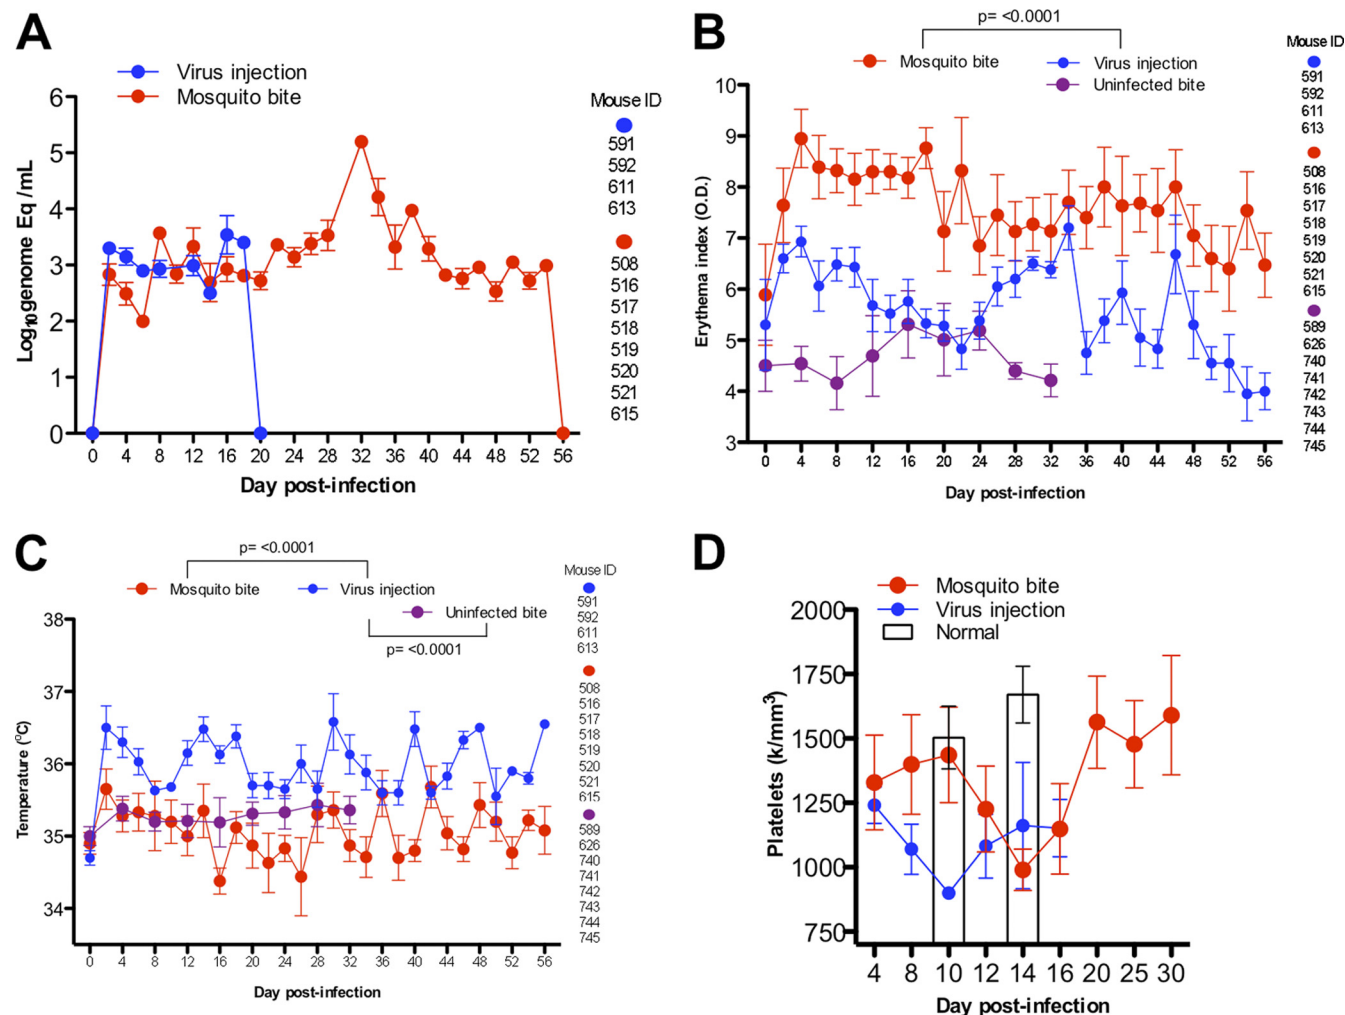 A
Virus injection
Mosquito bite
Log10genome Eq /mL
6
5
4
3
2
1
0
0 4 8 12 16 20 24 28 32 36 40 44 48 52 56
Day post-infection
Mouse ID
591
592
611
613
508
516
517
518
519
520
521
615
B
p= <0.0001
Mosquito bite
Virus injection
Uninfected bite
Erythema index (O.D.)
10
9
8
7
6
5
4
3
0 4 8 12 16 20 24 28 32 36 40 44 48 52 56
Day post-infection
Mouse ID
591
592
611
613
508
516
517
518
519
520
521
615
589
626
740
741
742
743
744
745
C
p= <0.0001
Mosquito bite
Virus injection
Uninfected bite
p= <0.0001
Temperature (⁰C)
38
37
36
35
34
0 4 8 12 16 20 24 28 32 36 40 44 48 52 56
Day post-infection
Mouse ID
591
592
611
613
508
516
517
518
519
520
521
615
589
626
740
741
742
743
744
745
D
Mosquito bite
Virus injection
Normal
Platelets (k/mm³)
2000
1750
1500
1250
1000
750
4 8 10 12 14 16 20 25 30
Day post-infection